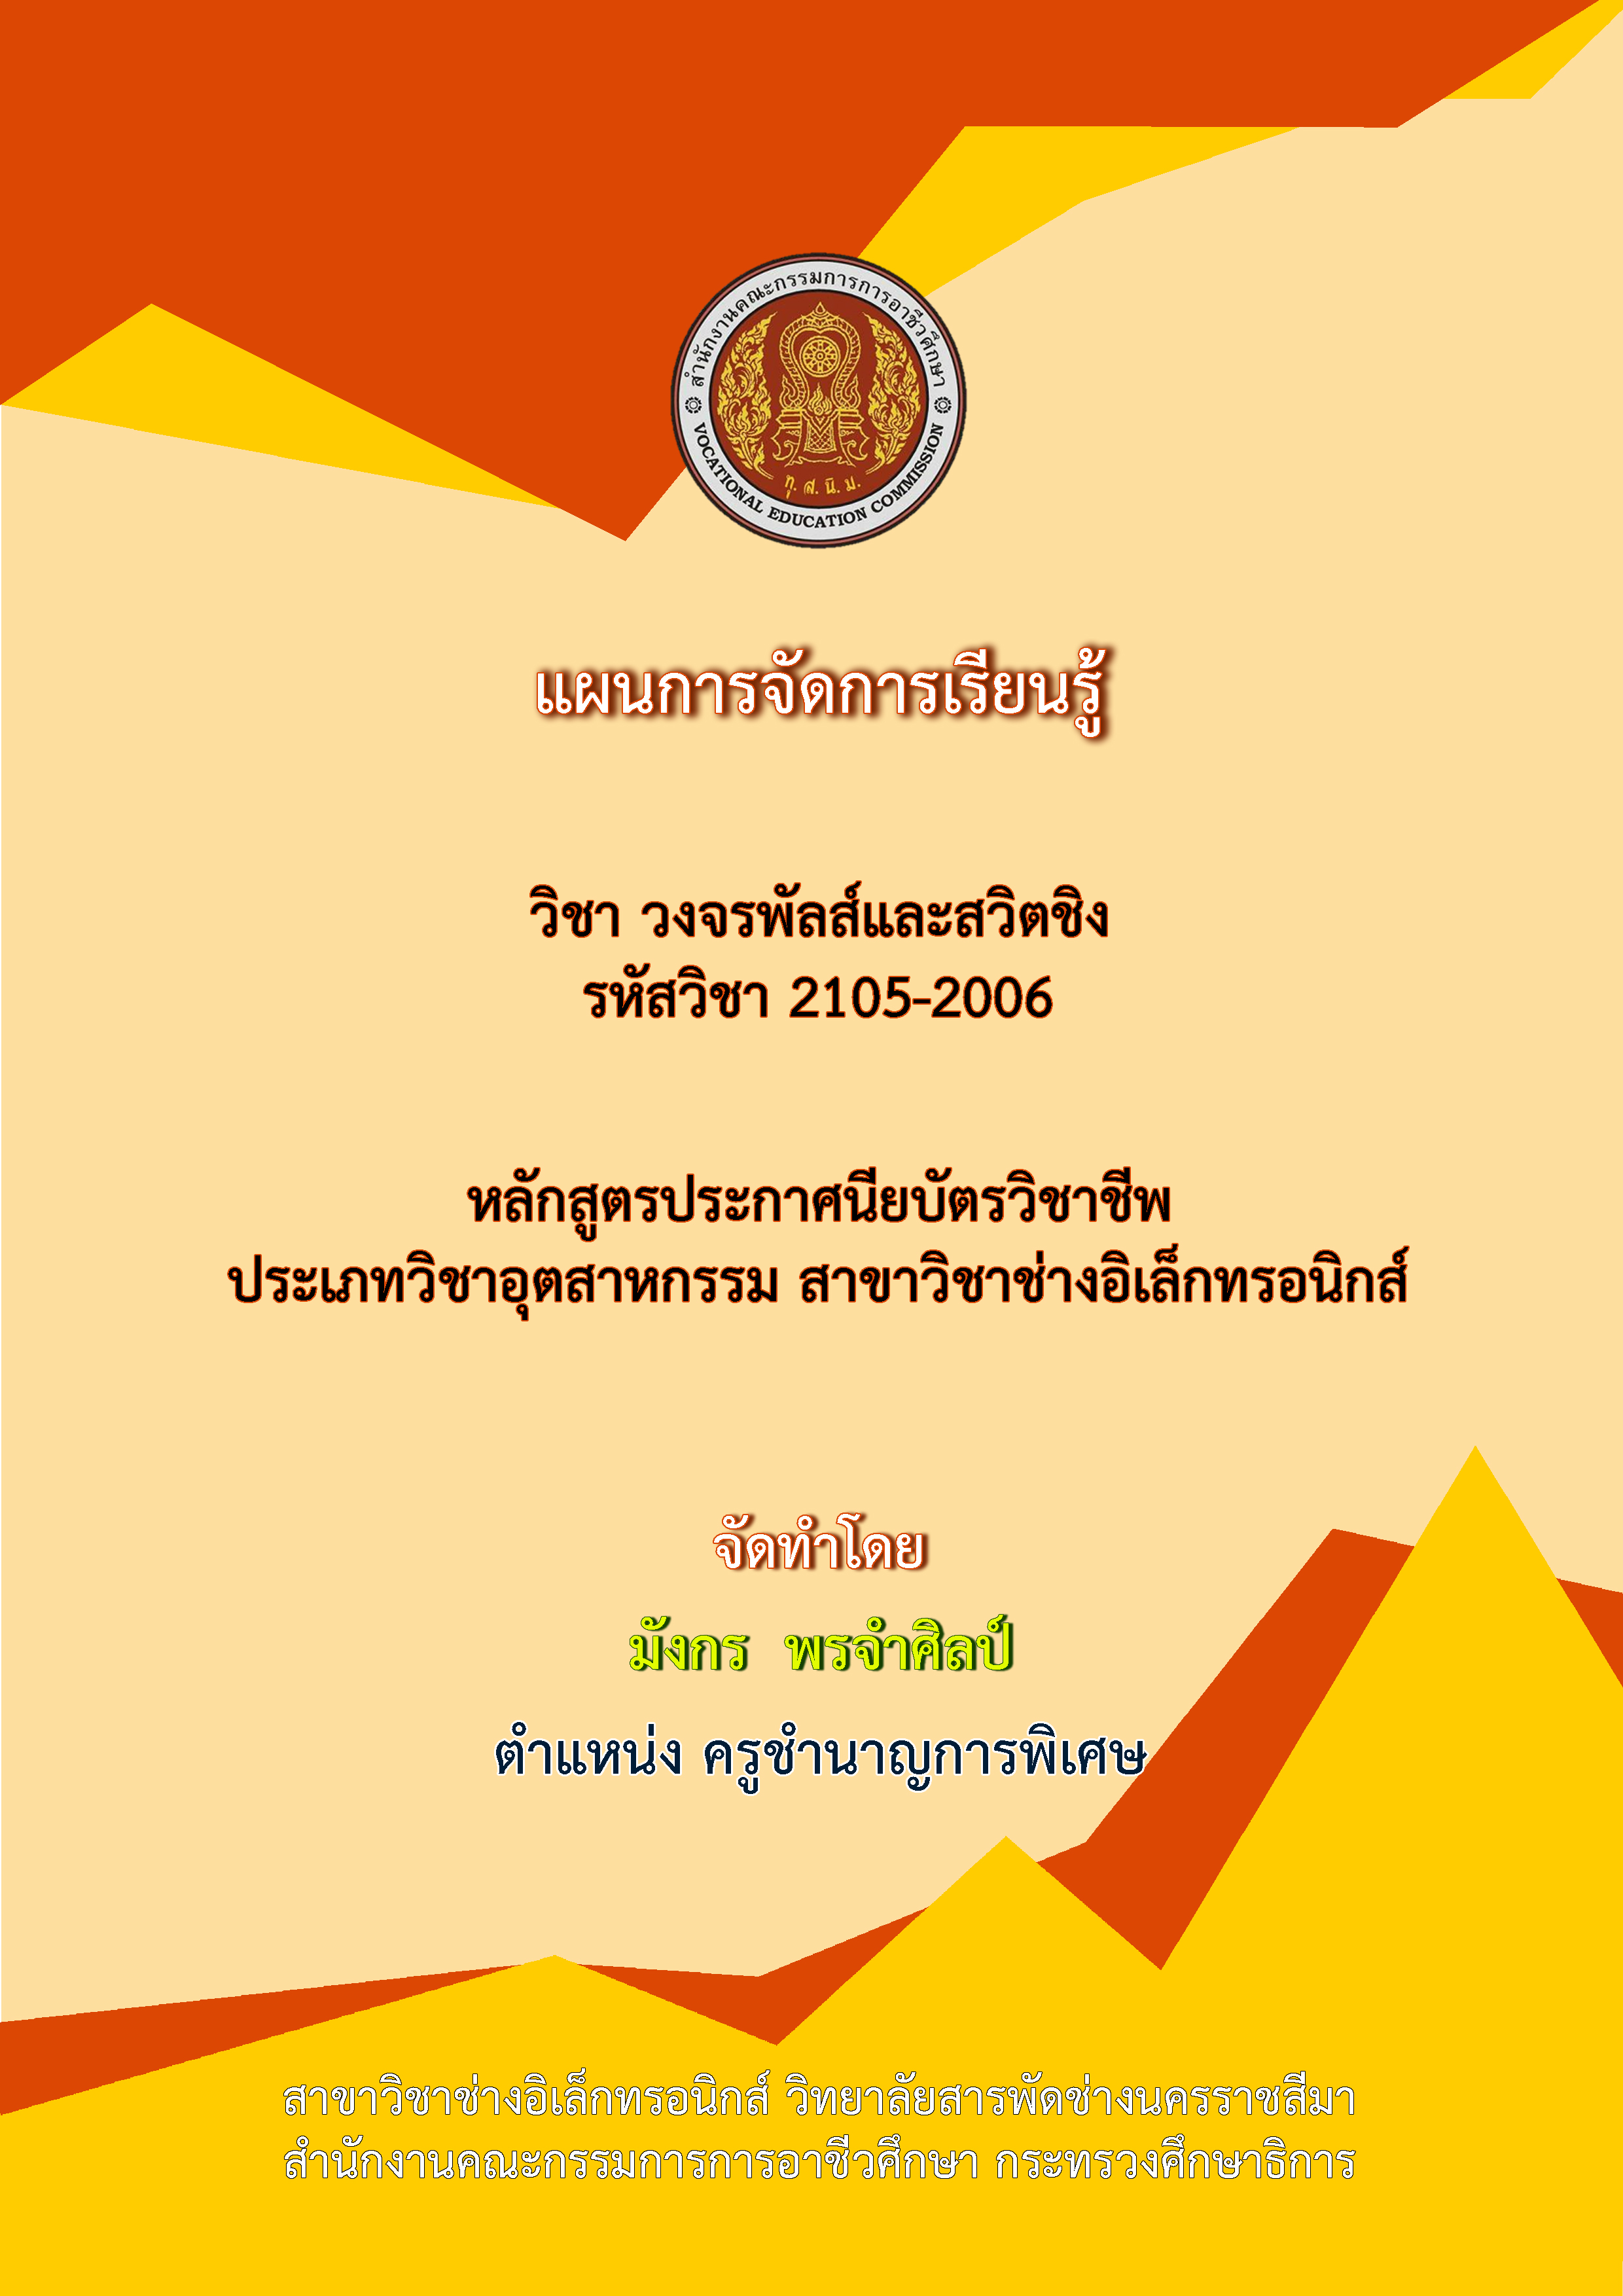 สำนักงานคณะกรรมการการอาชีวศึกษา
ทุ. ส. นิ. ม.
VOCATIONAL EDUCATION COMMISSION
แผนการจัดการเรียนรู้
วิชา วงจรพัลส์และสวิตชิง
รหัสวิชา 2105-2006
หลักสูตรประกาศนียบัตรวิชาชีพ
ประเภทวิชาอุตสาหกรรม สาขาวิชาช่างอิเล็กทรอนิกส์
จัดทำโดย
มังกร พรจำศิลป์
ตำแหน่ง ครูชำนาญการพิเศษ
สาขาวิชาช่างอิเล็กทรอนิกส์ วิทยาลัยสารพัดช่างนครราชสีมา
สำนักงานคณะกรรมการการอาชีวศึกษา กระทรวงศึกษาธิการ